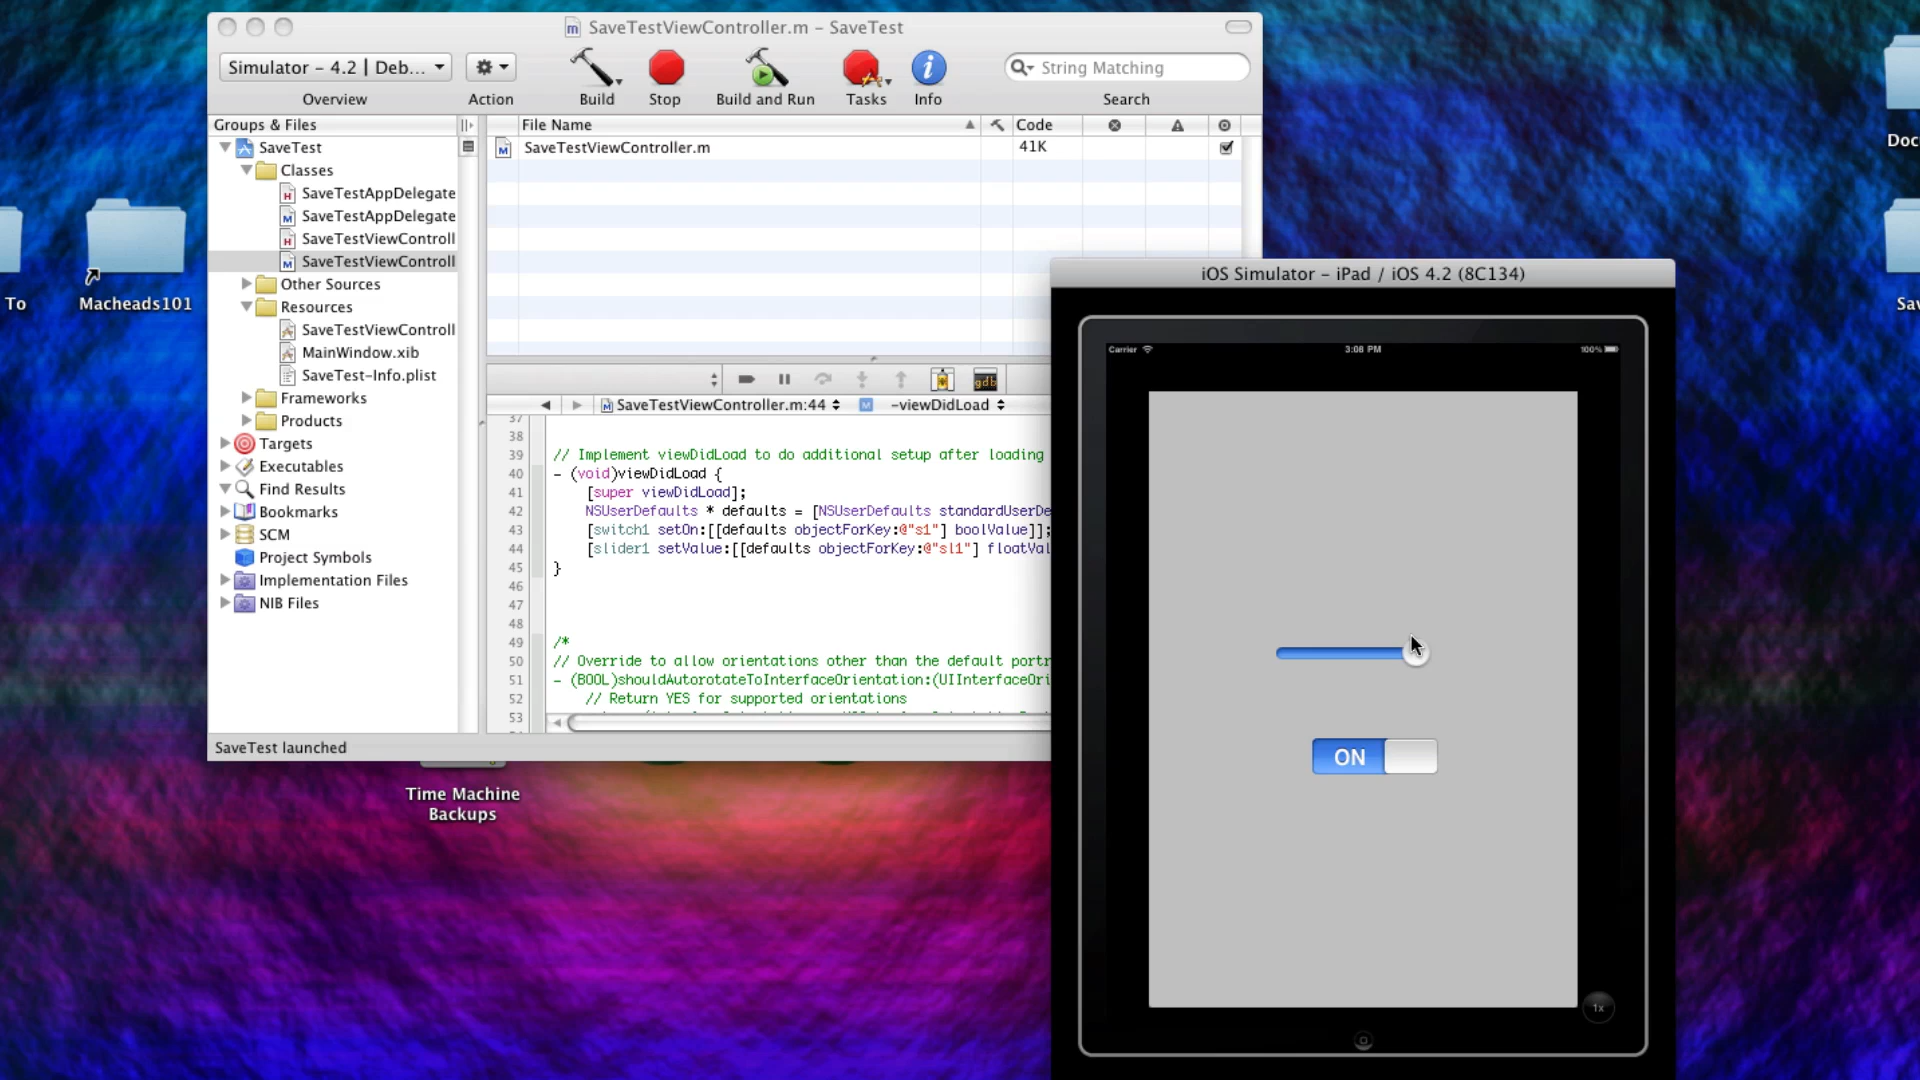 SaveTestViewController.m – SaveTest
Simulator – 4.2 | Deb...
String Matching
Overview
Action
Build
Stop
Build and Run
Tasks
Info
Search
Groups & Files
File Name
Code
SaveTestViewController.m
41K
SaveTest
Classes
SaveTestAppDelegate
SaveTestAppDelegate
SaveTestViewControll
SaveTestViewControll
Other Sources
Resources
SaveTestViewControll
MainWindow.xib
SaveTest-Info.plist
Frameworks
Products
Targets
Executables
Find Results
Bookmarks
SCM
Project Symbols
Implementation Files
NIB Files
gdb
SaveTestViewController.m:44
-viewDidLoad
37
38
39 // Implement viewDidLoad to do additional setup after loading
40 - (void)viewDidLoad {
41 [super viewDidLoad];
42 NSUserDefaults * defaults = [NSUserDefaults standardUserDe
43 [switch1 setOn:[[defaults objectForKey:@"s1"] boolValue]];
44 [slider1 setValue:[[defaults objectForKey:@"sl1"] floatVal
45 }
46
47
48
49 /*
50 // Override to allow orientations other than the default portr
51 - (BOOL)shouldAutorotateToInterfaceOrientation:(UIInterfaceOri
52 // Return YES for supported orientations
53
SaveTest launched
iOS Simulator – iPad / iOS 4.2 (8C134)
Carrier
3:08 PM
100%
ON
1x
To
Macheads101
Time Machine
Backups
Doc
Sav